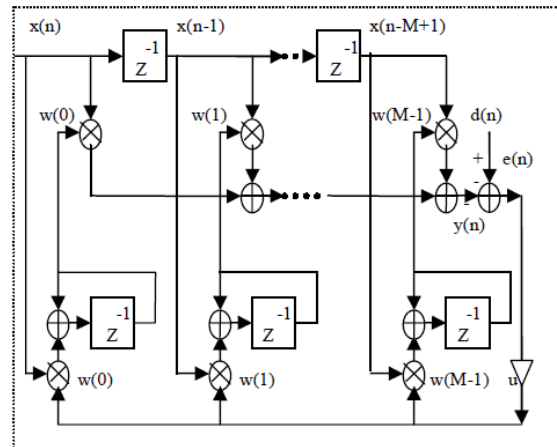 x(n) x(n-1) x(n-M+1)
Z -1 Z -1
w(0) w(1) w(M-1) d(n)
+ e(n)
-
-
y(n)
Z -1 Z -1 Z -1
w(0) w(1) w(M-1) u